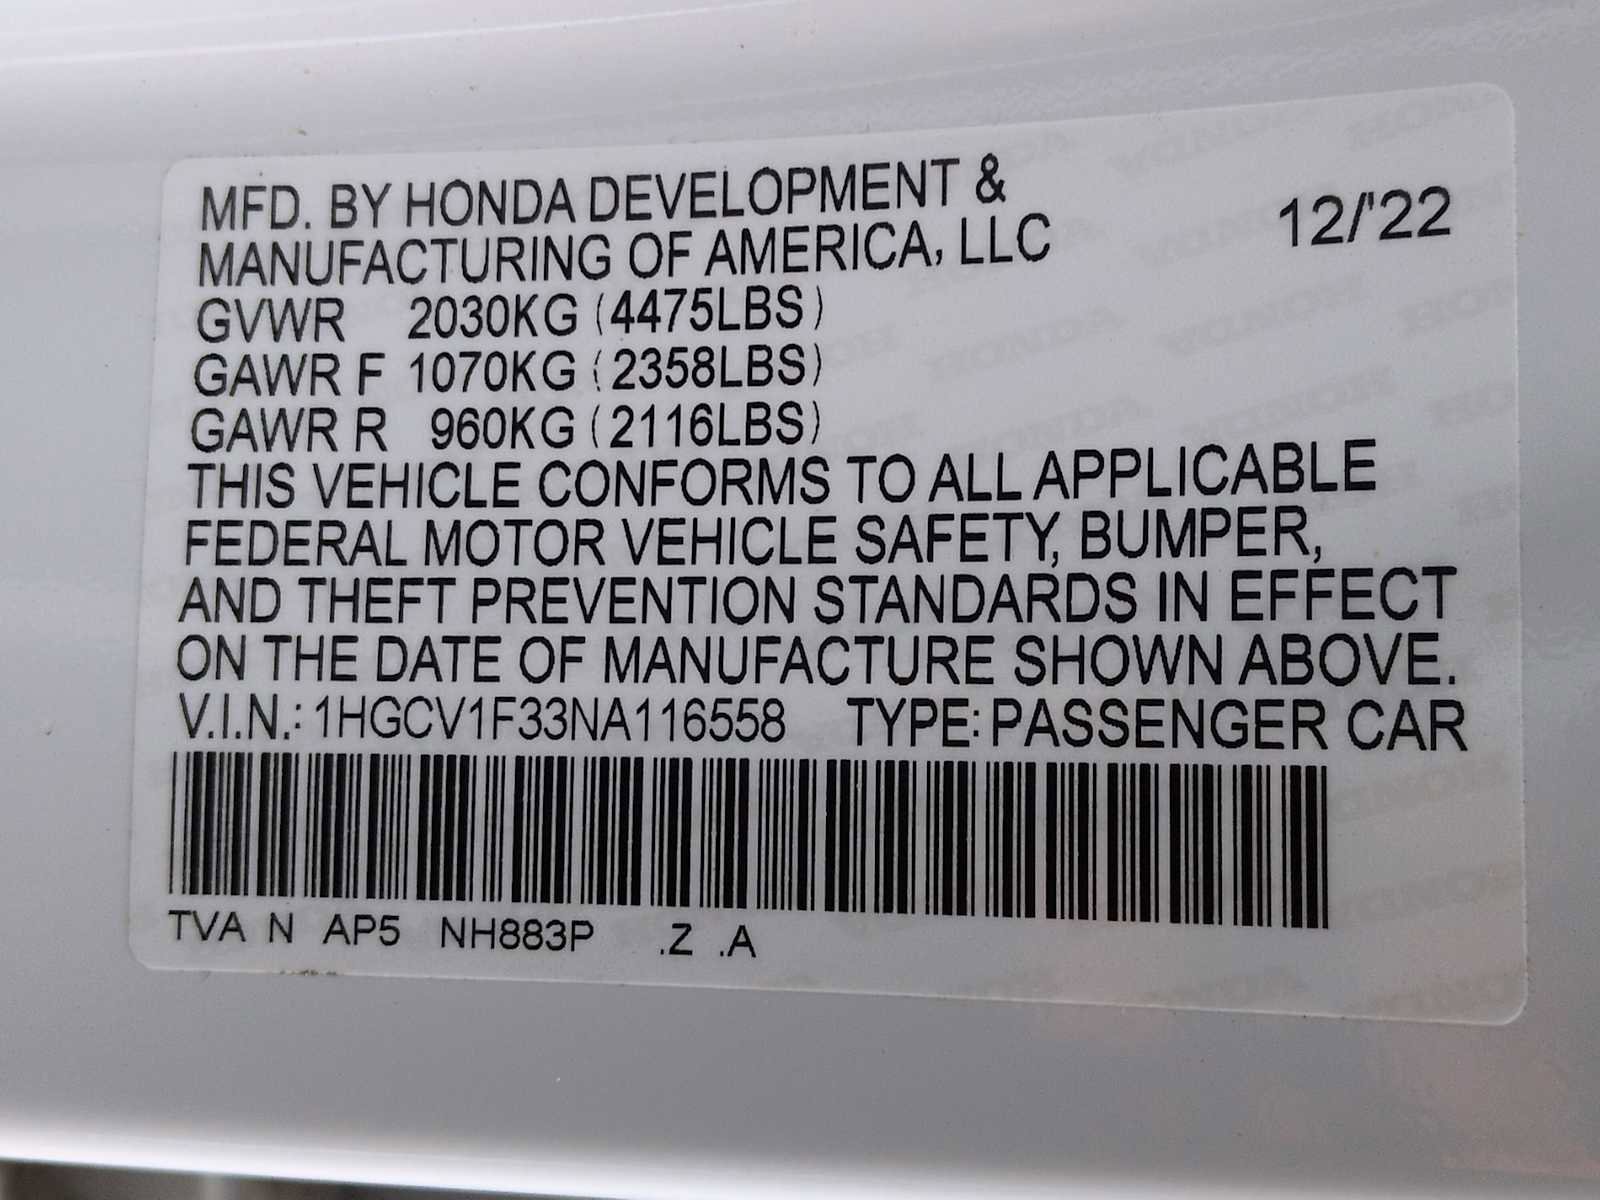 MFD. BY HONDA DEVELOPMENT &
MANUFACTURING OF AMERICA, LLC 12/'22
GVWR 2030KG (4475LBS)
GAWR F 1070KG (2358LBS)
GAWR R 960KG (2116LBS)
THIS VEHICLE CONFORMS TO ALL APPLICABLE
FEDERAL MOTOR VEHICLE SAFETY, BUMPER,
AND THEFT PREVENTION STANDARDS IN EFFECT
ON THE DATE OF MANUFACTURE SHOWN ABOVE.
V.I.N.: 1HGCV1F33NA116558 TYPE: PASSENGER CAR
TVA N AP5 NH883P .Z .A